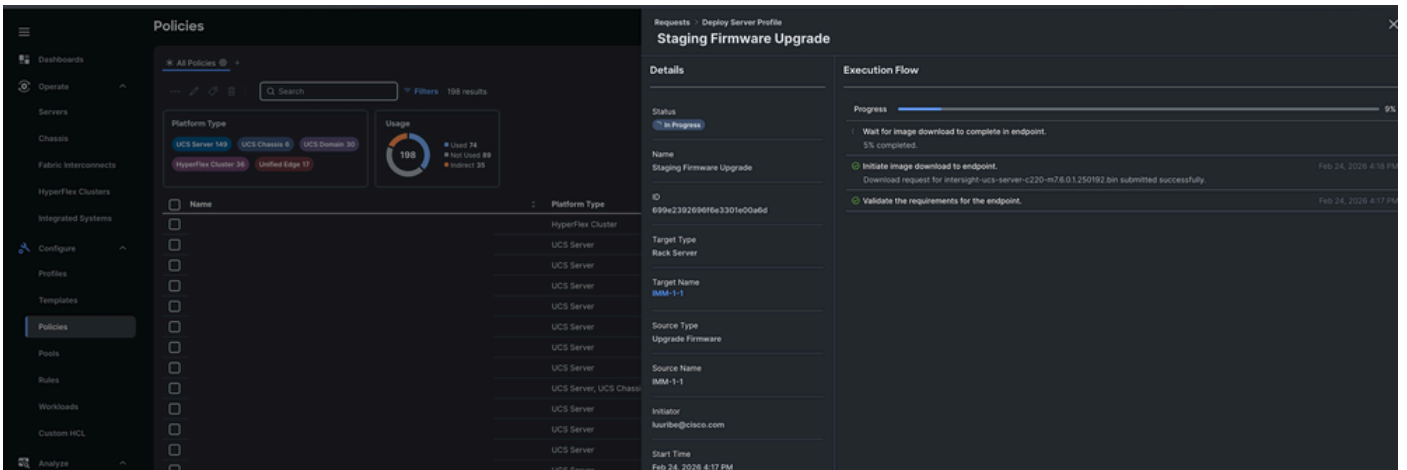 Policies
Dashboards
Operate
Servers
Chassis
Fabric Interconnects
HyperFlex Clusters
Integrated Systems
Configure
Profiles
Templates
Policies
Pools
Rules
Workloads
Custom HCL
Analyze
All Policies
Search
Filters 198 results
Platform Type
UCS Server 149 UCS Chassis 6 UCS Domain 30
HyperFlex Cluster 36 Unified Edge 17
Usage
198
Used 74
Not Used 89
Indirect 35
Name Platform Type
HyperFlex Cluster
UCS Server
UCS Server
UCS Server
UCS Server
UCS Server
UCS Server
UCS Server
UCS Server, UCS Chassi
UCS Server
UCS Server
UCS Server
UCS Server
Requests > Deploy Server Profile
Staging Firmware Upgrade
Details
Status
In Progress
Name
Staging Firmware Upgrade
ID
699e2392696f6e3301e00a6d
Target Type
Rack Server
Target Name
IMM-1-1
Source Type
Upgrade Firmware
Source Name
IMM-1-1
Initiator
luuribe@cisco.com
Start Time
Feb 24, 2026 4:17 PM
Execution Flow
Progress 9%
Wait for image download to complete in endpoint.
5% completed.
Initiate image download to endpoint. Feb 24, 2026 4:18 PM
Download request for intersight-ucs-server-c220-m7.6.0.1.250192.bin submitted successfully.
Validate the requirements for the endpoint. Feb 24, 2026 4:17 PM